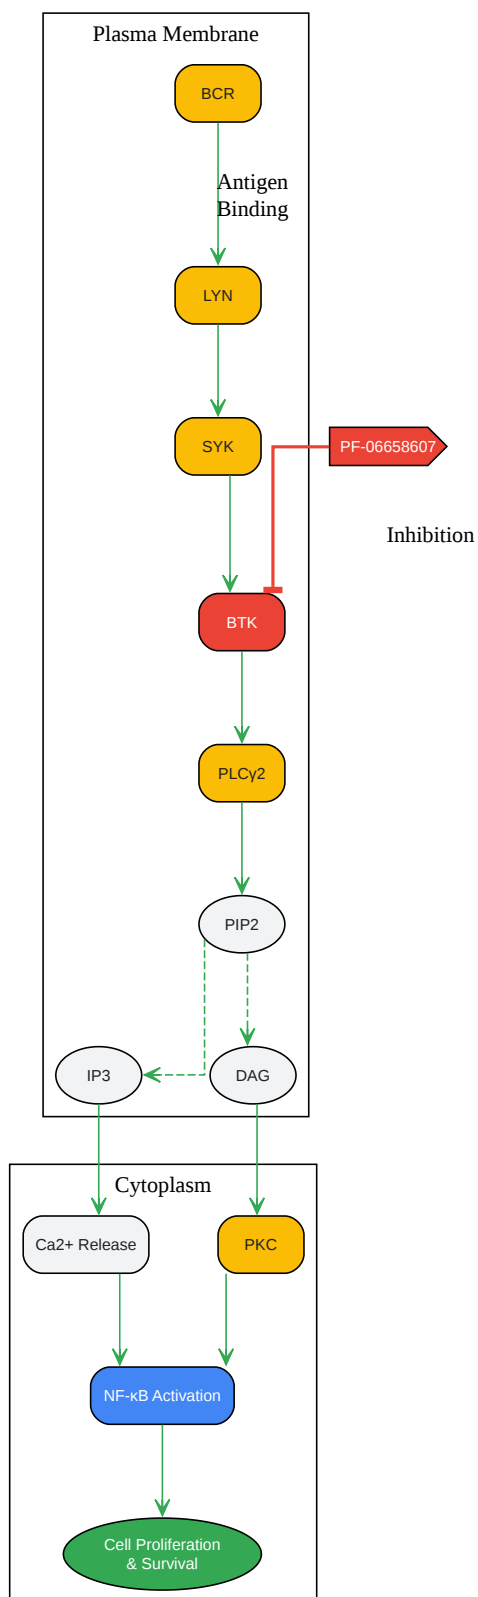 Plasma Membrane
BCR
Antigen
Binding
LYN
SYK
PF-06658607
Inhibition
BTK
PLCγ2
PIP2
IP3
DAG
Cytoplasm
Ca2+ Release
PKC
NF-κB Activation
Cell Proliferation
& Survival